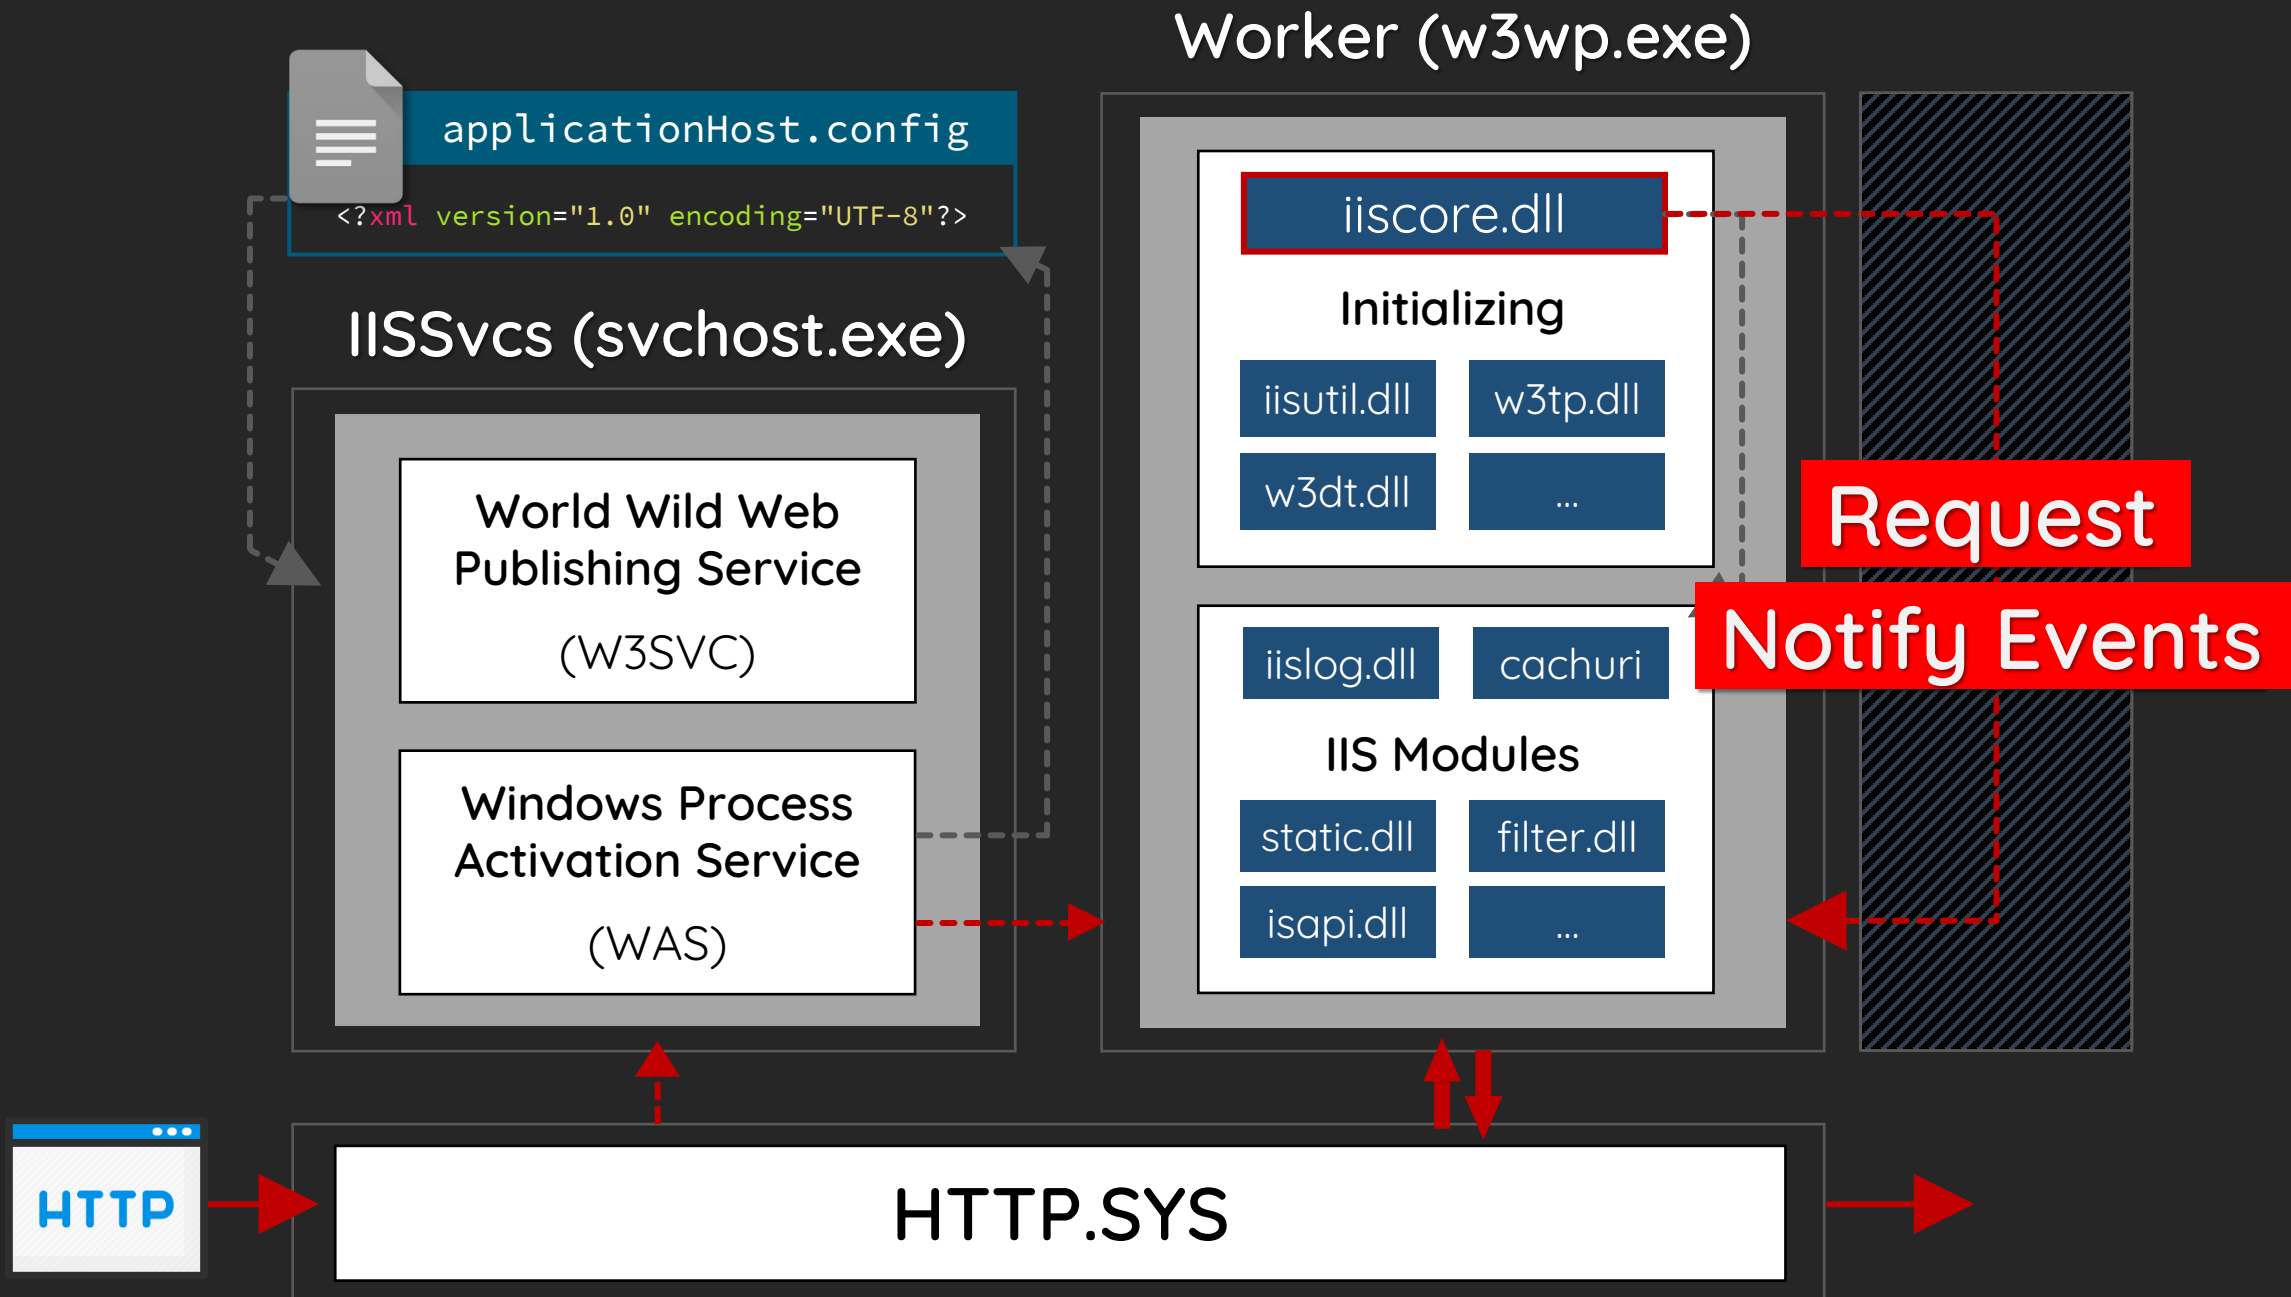 Worker (w3wp.exe)
applicationHost.config
<?xml version="1.0" encoding="UTF-8"?>
IISSvcs (svchost.exe)
World Wild Web
Publishing Service
(W3SVC)
Windows Process
Activation Service
(WAS)
iiscore.dll
Initializing
iisutil.dll
w3tp.dll
w3dt.dll
...
iislog.dll
cachuri
IIS Modules
static.dll
filter.dll
isapi.dll
...
Request
Notify Events
HTTP
HTTP.SYS